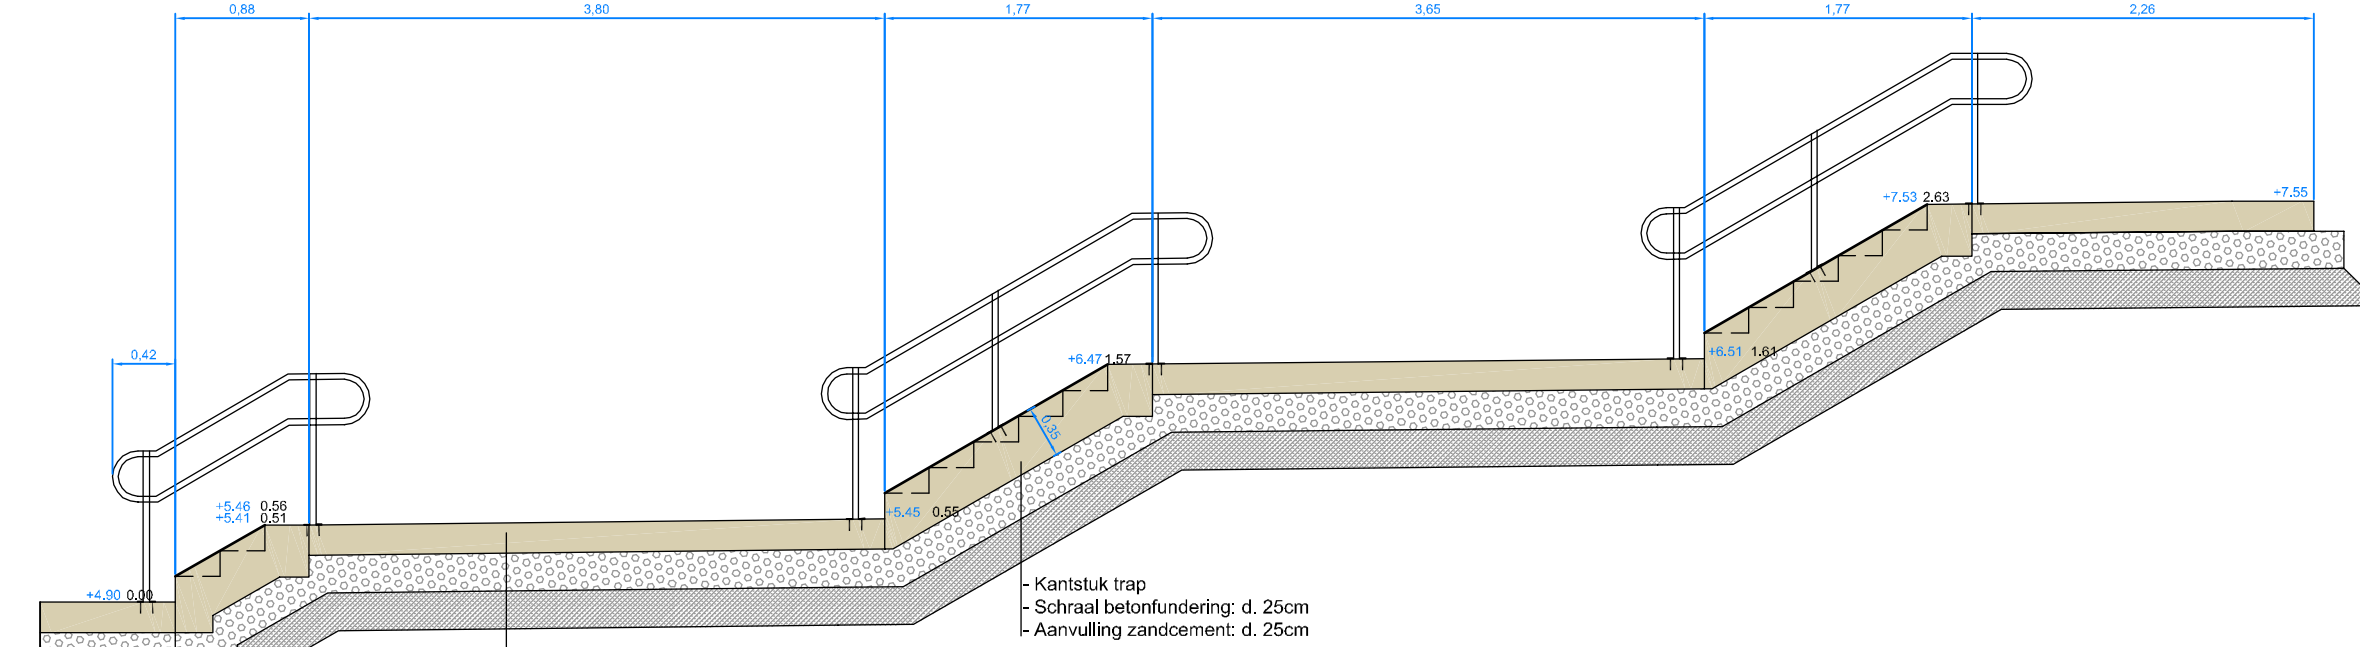 0,88 3,80 1,77 3,65 1,77 2,26
+7.53 2.63 +7.55
0,42 +6.47 1.57 +6.51 1.61
0,35
+5.46 0.56
+5.41 0.51 +5.45 0.55
+4.90 0.00
- Kantstuk trap
- Schraal betonfundering: d. 25cm
- Aanvulling zandcement: d. 25cm